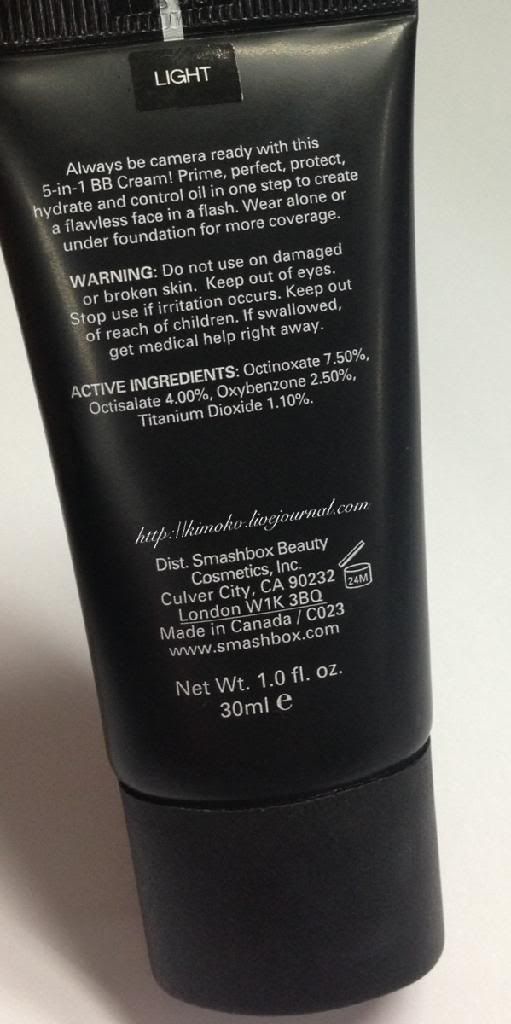 LIGHT
Always be camera ready with this
5-in-1 BB Cream! Prime, perfect, protect,
hydrate and control oil in one step to create
a flawless face in a flash. Wear alone or
under foundation for more coverage.
WARNING: Do not use on damaged
or broken skin. Keep out of eyes.
Stop use if irritation occurs. Keep out
of reach of children. If swallowed,
get medical help right away.
ACTIVE INGREDIENTS: Octinoxate 7.50%,
Octisalate 4.00%, Oxybenzone 2.50%,
Titanium Dioxide 1.10%.
http://kimoko.livejournal.com
Dist. Smashbox Beauty
Cosmetics, Inc.
Culver City, CA 90232
24M
London W1K 3BQ
Made in Canada / C023
www.smashbox.com
Net Wt. 1.0 fl. oz.
30ml e